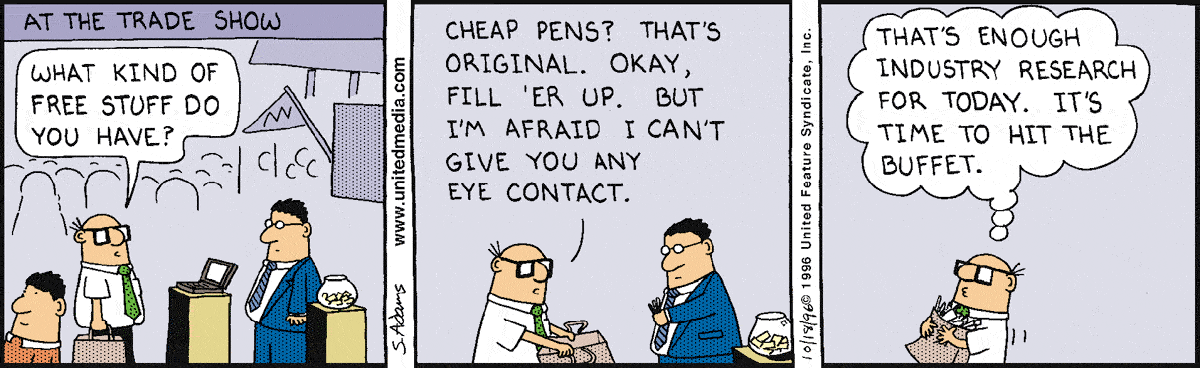 AT THE TRADE SHOW
WHAT KIND OF
FREE STUFF DO
YOU HAVE?
S. Adams
www.unitedmedia.com
CHEAP PENS? THAT'S
ORIGINAL. OKAY,
FILL 'ER UP. BUT
I'M AFRAID I CAN'T
GIVE YOU ANY
EYE CONTACT.
10/18/96 © 1996 United Feature Syndicate, Inc.
THAT'S ENOUGH
INDUSTRY RESEARCH
FOR TODAY. IT'S
TIME TO HIT THE
BUFFET.